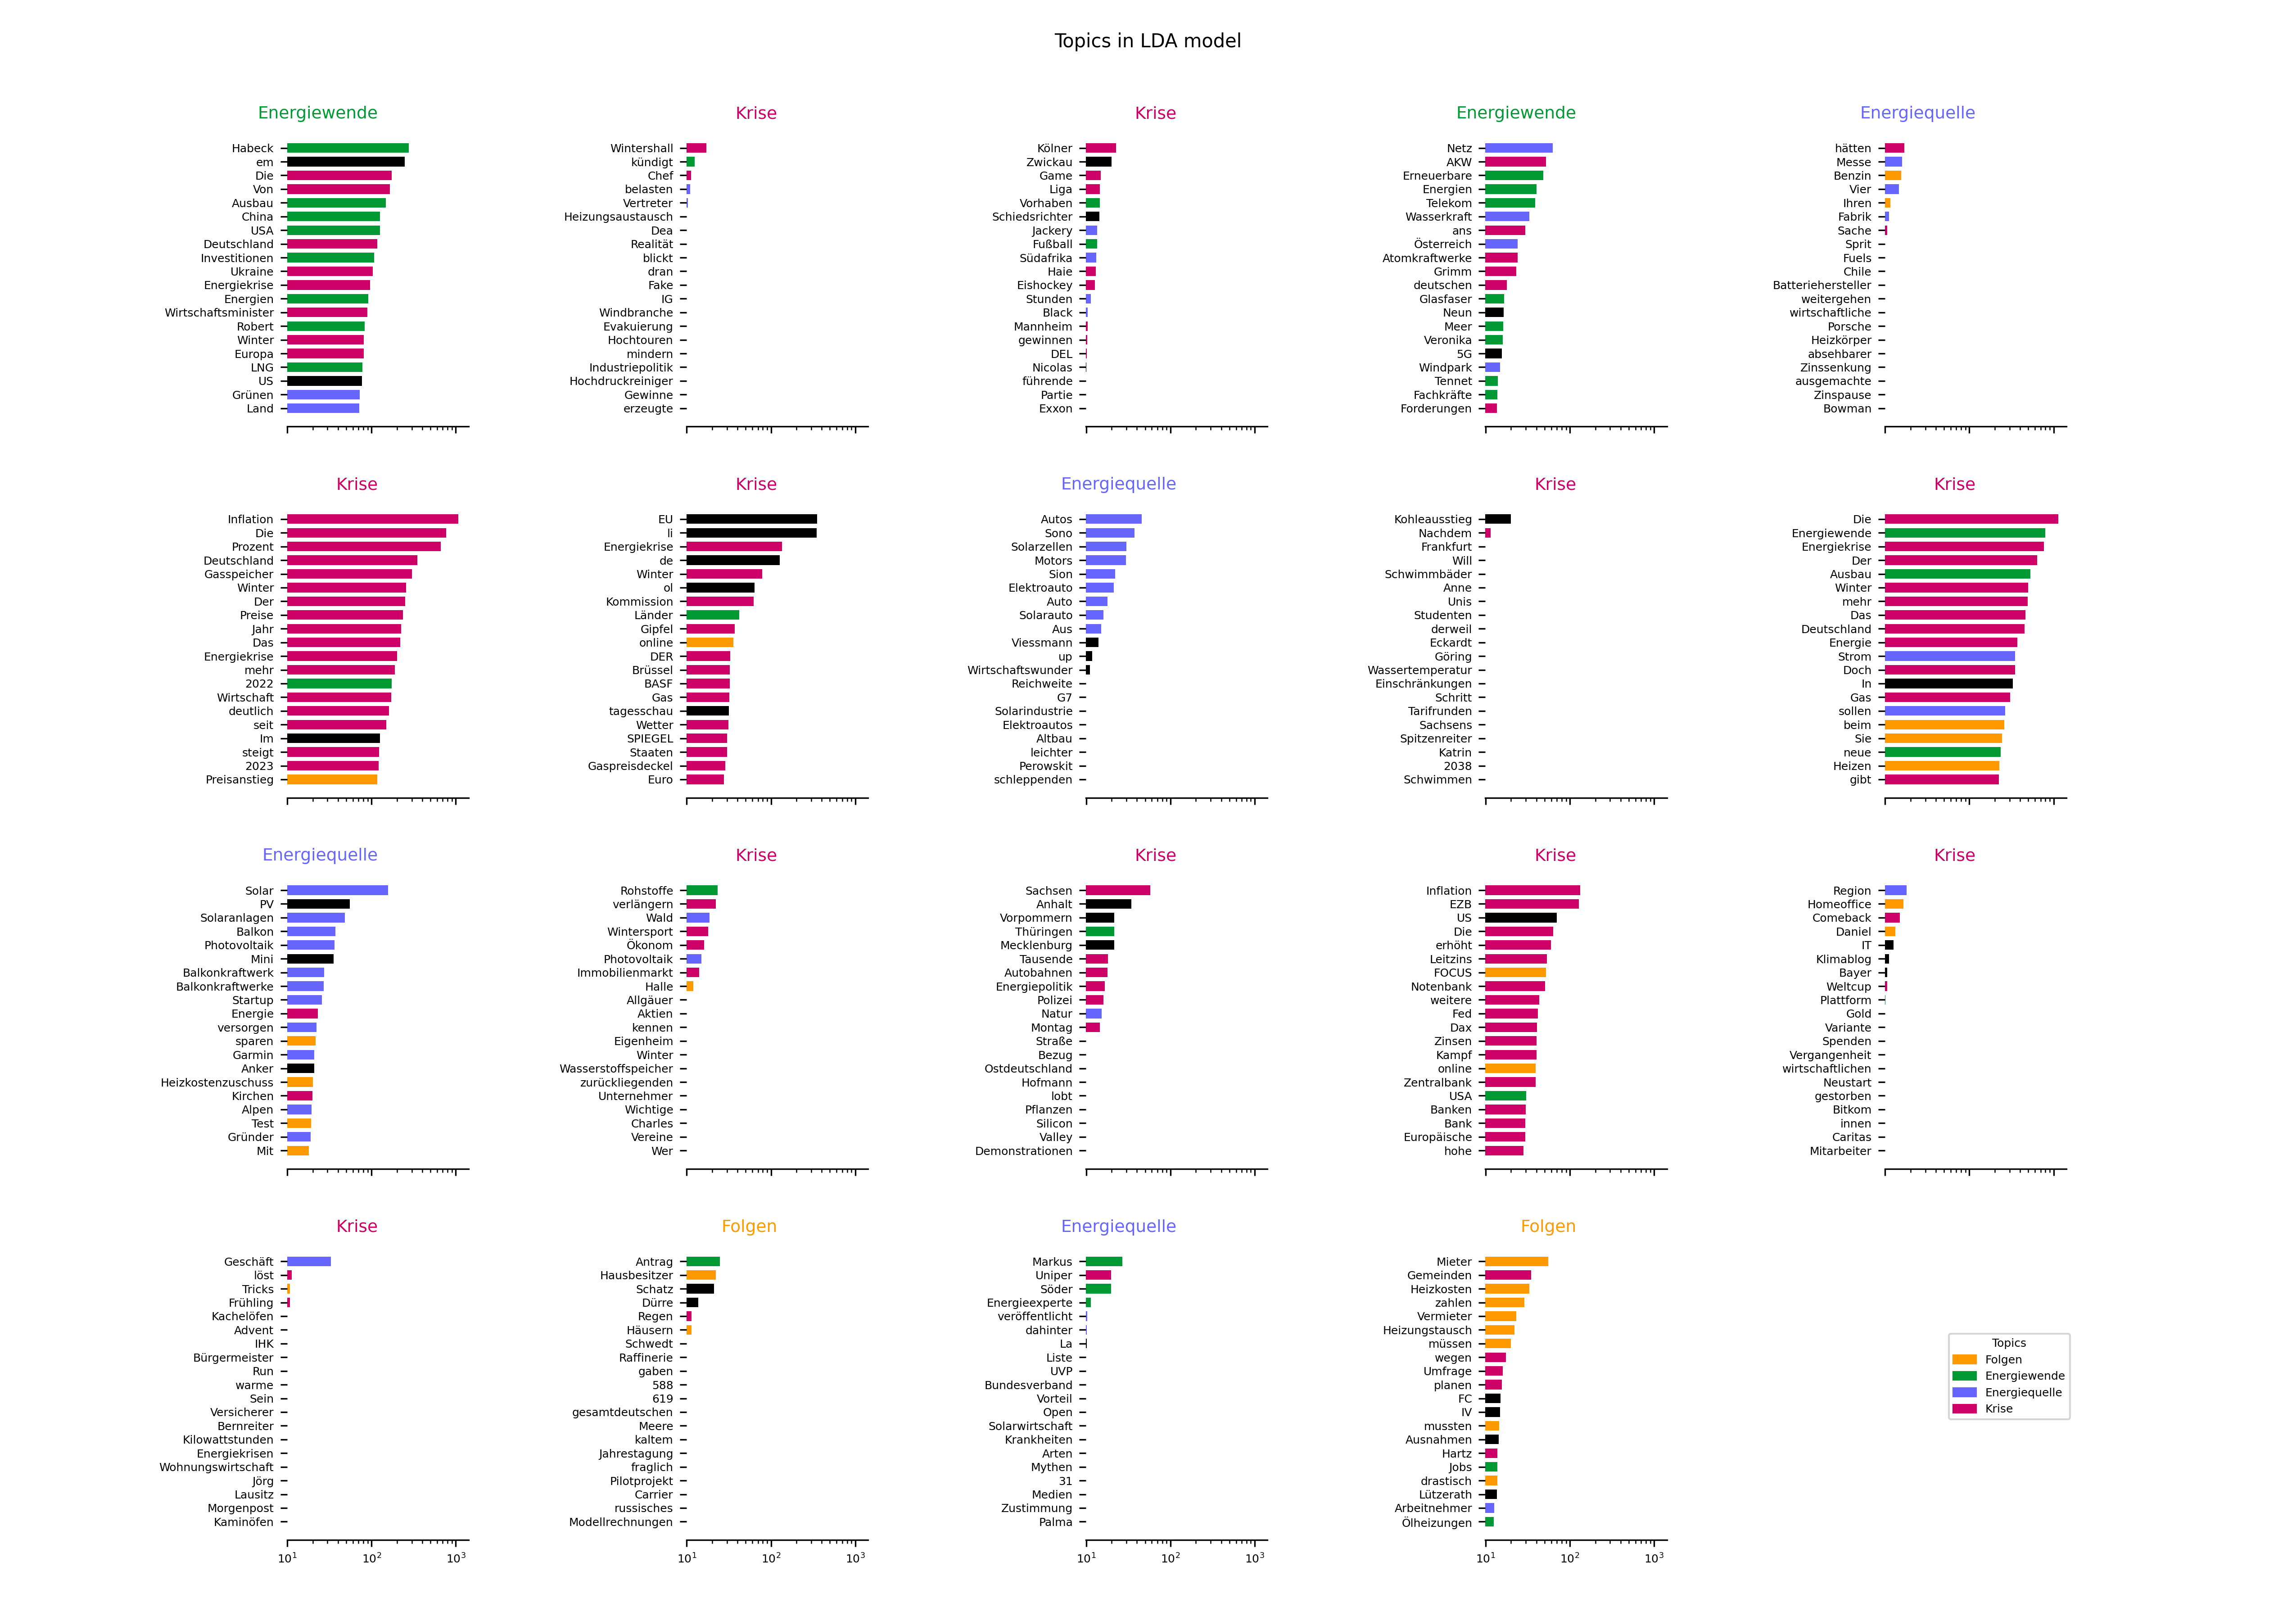 Topics in LDA model
Energiewende
Habeck
em
Die
Von
Ausbau
China
USA
Deutschland
Investitionen
Ukraine
Energiekrise
Energien
Wirtschaftsminister
Robert
Winter
Europa
LNG
US
Grünen
Land
Krise
Wintershall
kündigt
Chef
belasten
Vertreter
Heizungsaustausch
Dea
Realität
blickt
dran
Fake
IG
Windbranche
Evakuierung
Hochtouren
mindern
Industriepolitik
Hochdruckreiniger
Gewinne
erzeugte
Krise
Kölner
Zwickau
Game
Liga
Vorhaben
Schiedsrichter
Jackery
Fußball
Südafrika
Haie
Eishockey
Stunden
Black
Mannheim
gewinnen
DEL
Nicolas
führende
Partie
Exxon
Energiewende
Netz
AKW
Erneuerbare
Energien
Telekom
Wasserkraft
ans
Österreich
Atomkraftwerke
Grimm
deutschen
Glasfaser
Neun
Meer
Veronika
5G
Windpark
Tennet
Fachkräfte
Forderungen
Energiequelle
hätten
Messe
Benzin
Vier
Ihren
Fabrik
Sache
Sprit
Fuels
Chile
Batteriehersteller
weitergehen
wirtschaftliche
Porsche
Heizkörper
absehbarer
Zinssenkung
ausgemachte
Zinspause
Bowman
Krise
Inflation
Die
Prozent
Deutschland
Gasspeicher
Winter
Der
Preise
Jahr
Das
Energiekrise
mehr
2022
Wirtschaft
deutlich
seit
Im
steigt
2023
Preisanstieg
Krise
EU
li
Energiekrise
de
Winter
ol
Kommission
Länder
Gipfel
online
DER
Brüssel
BASF
Gas
tagesschau
Wetter
SPIEGEL
Staaten
Gaspreisdeckel
Euro
Energiequelle
Autos
Sono
Solarzellen
Motors
Sion
Elektroauto
Auto
Solarauto
Aus
Viessmann
up
Wirtschaftswunder
Reichweite
G7
Solarindustrie
Elektroautos
Altbau
leichter
Perowskit
schleppenden
Krise
Kohleausstieg
Nachdem
Frankfurt
Will
Schwimmbäder
Anne
Unis
Studenten
derweil
Eckardt
Göring
Wassertemperatur
Einschränkungen
Schritt
Tarifrunden
Sachsens
Spitzenreiter
Katrin
2038
Schwimmen
Krise
Die
Energiewende
Energiekrise
Der
Ausbau
Winter
mehr
Das
Deutschland
Energie
Strom
Doch
In
Gas
sollen
beim
Sie
neue
Heizen
gibt
Energiequelle
Solar
PV
Solaranlagen
Balkon
Photovoltaik
Mini
Balkonkraftwerk
Balkonkraftwerke
Startup
Energie
versorgen
sparen
Garmin
Anker
Heizkostenzuschuss
Kirchen
Alpen
Test
Gründer
Mit
Krise
Rohstoffe
verlängern
Wald
Wintersport
Ökonom
Photovoltaik
Immobilienmarkt
Halle
Allgäuer
Aktien
kennen
Eigenheim
Winter
Wasserstoffspeicher
zurückliegenden
Unternehmer
Wichtige
Charles
Vereine
Wer
Krise
Sachsen
Anhalt
Vorpommern
Thüringen
Mecklenburg
Tausende
Autobahnen
Energiepolitik
Polizei
Natur
Montag
Straße
Bezug
Ostdeutschland
Hofmann
lobt
Pflanzen
Silicon
Valley
Demonstrationen
Krise
Inflation
EZB
US
Die
erhöht
Leitzins
FOCUS
Notenbank
weitere
Fed
Dax
Zinsen
Kampf
online
Zentralbank
USA
Banken
Bank
Europäische
hohe
Krise
Region
Homeoffice
Comeback
Daniel
IT
Klimablog
Bayer
Weltcup
Plattform
Gold
Variante
Spenden
Vergangenheit
wirtschaftlichen
Neustart
gestorben
Bitkom
innen
Caritas
Mitarbeiter
Krise
Geschäft
löst
Tricks
Frühling
Kachelöfen
Advent
IHK
Bürgermeister
Run
warme
Sein
Versicherer
Bernreiter
Kilowattstunden
Energiekrisen
Wohnungswirtschaft
Jörg
Lausitz
Morgenpost
Kaminöfen
10¹ 10² 10³
Folgen
Antrag
Hausbesitzer
Schatz
Dürre
Regen
Häusern
Schwedt
Raffinerie
gaben
588
619
gesamtdeutschen
Meere
kaltem
Jahrestagung
fraglich
Pilotprojekt
Carrier
russisches
Modellrechnungen
10¹ 10² 10³
Energiequelle
Markus
Uniper
Söder
Energieexperte
veröffentlicht
dahinter
La
Liste
UVP
Bundesverband
Vorteil
Open
Solarwirtschaft
Krankheiten
Arten
Mythen
31
Medien
Zustimmung
Palma
10¹ 10² 10³
Folgen
Mieter
Gemeinden
Heizkosten
zahlen
Vermieter
Heizungstausch
müssen
wegen
Umfrage
planen
FC
IV
mussten
Ausnahmen
Hartz
Jobs
drastisch
Lützerath
Arbeitnehmer
Ölheizungen
10¹ 10² 10³
Topics
Folgen
Energiewende
Energiequelle
Krise